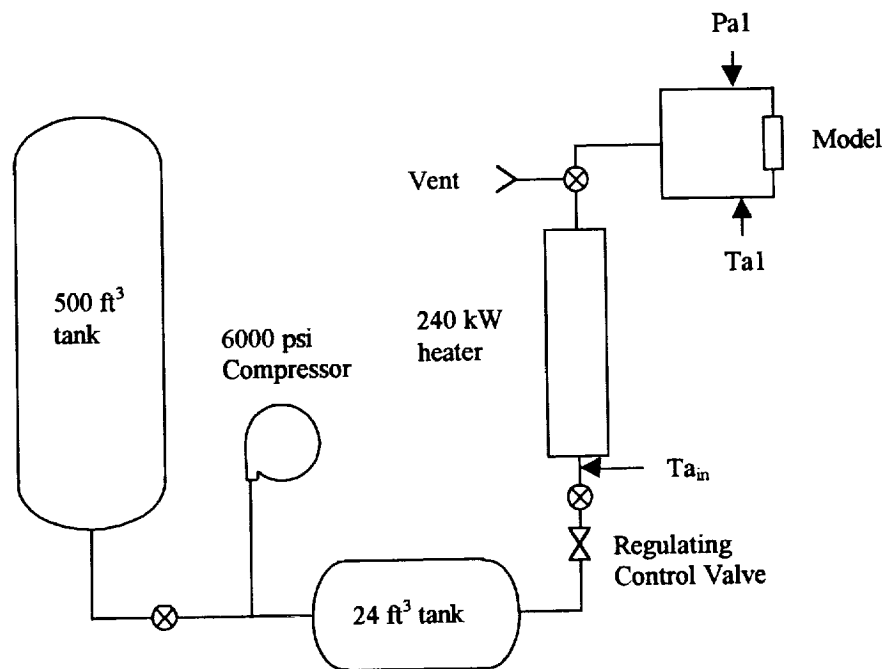 Pa1
Model
Vent
Ta1
500 ft³
tank
6000 psi
Compressor
240 kW
heater
Taᵢₙ
Regulating
Control Valve
24 ft³ tank